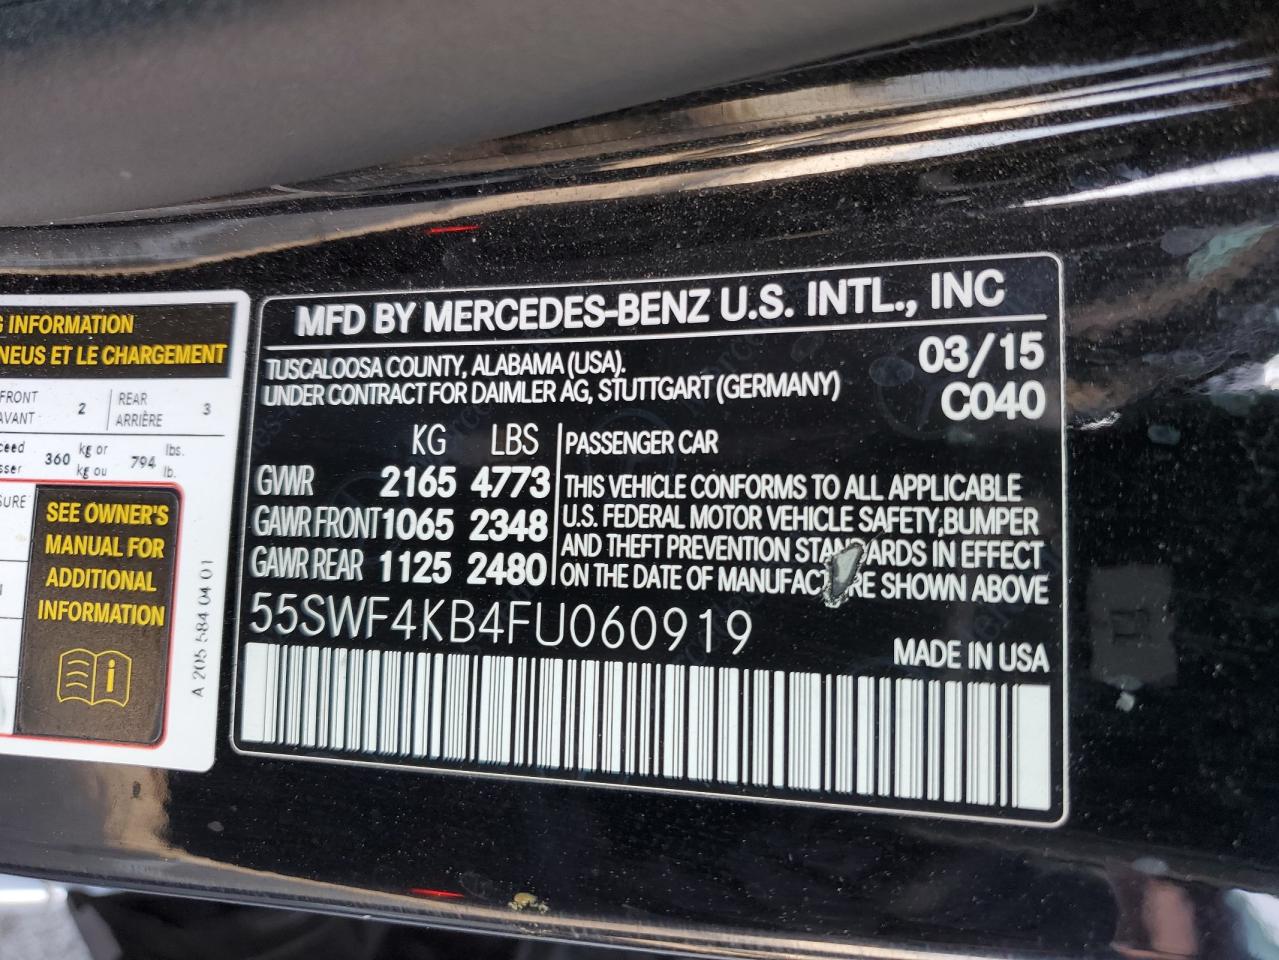 G INFORMATION
NEUS ET LE CHARGEMENT
FRONT
AVANT
2
REAR
ARRIÈRE
3
kg or
kg ou
360
lbs.
lb.
794
SEE OWNER'S
MANUAL FOR
ADDITIONAL
INFORMATION
A 205 584 04 01
MFD BY MERCEDES-BENZ U.S. INTL., INC
TUSCALOOSA COUNTY, ALABAMA (USA). 03/15
UNDER CONTRACT FOR DAIMLER AG, STUTTGART (GERMANY) C040
KG LBS
GVWR 2165 4773
GAWR FRONT 1065 2348
GAWR REAR 1125 2480
PASSENGER CAR
THIS VEHICLE CONFORMS TO ALL APPLICABLE
U.S. FEDERAL MOTOR VEHICLE SAFETY,BUMPER
AND THEFT PREVENTION STANDARDS IN EFFECT
ON THE DATE OF MANUFACTURE SHOWN ABOVE
55SWF4KB4FU060919
MADE IN USA